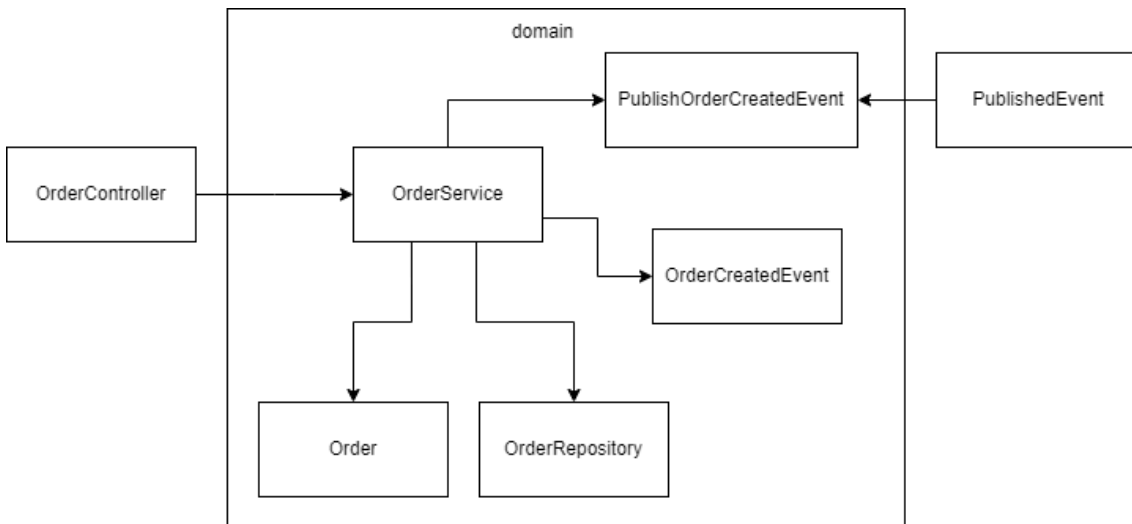 domain
PublishOrderCreatedEvent
PublishedEvent
OrderController
OrderService
OrderCreatedEvent
Order
OrderRepository